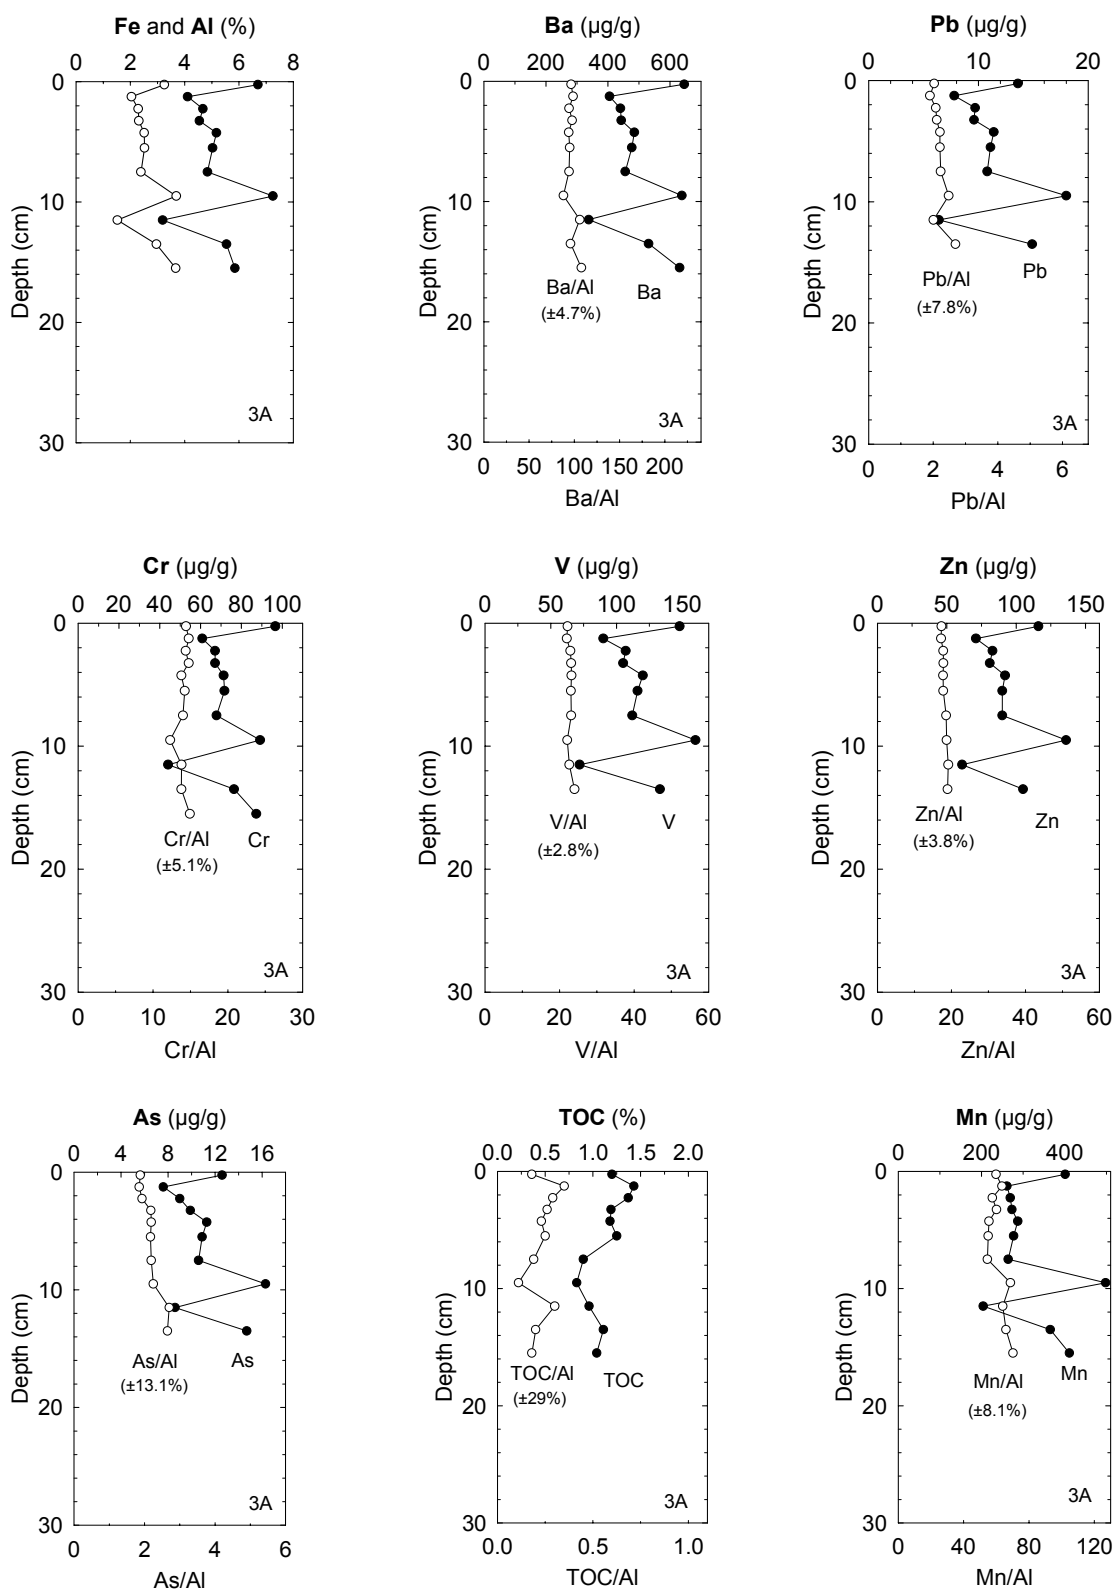 Fe and Al (%)
0 2 4 6 8
0
10
20
30
Depth (cm)
3A
Ba (µg/g)
0 200 400 600
0
10
20
30
Depth (cm)
Ba/Al
(±4.7%)
Ba
3A
0 50 100 150 200
Ba/Al
Pb (µg/g)
0 10 20
0
10
20
30
Depth (cm)
Pb/Al
(±7.8%)
Pb
3A
0 2 4 6
Pb/Al
Cr (µg/g)
0 20 40 60 80 100
0
10
20
30
Depth (cm)
Cr/Al
(±5.1%)
Cr
3A
0 10 20 30
Cr/Al
V (µg/g)
0 50 100 150
0
10
20
30
Depth (cm)
V/Al
(±2.8%)
V
3A
0 20 40 60
V/Al
Zn (µg/g)
0 50 100 150
0
10
20
30
Depth (cm)
Zn/Al
(±3.8%)
Zn
3A
0 20 40 60
Zn/Al
As (µg/g)
0 4 8 12 16
0
10
20
30
Depth (cm)
As/Al
(±13.1%)
As
3A
0 2 4 6
As/Al
TOC (%)
0.0 0.5 1.0 1.5 2.0
0
10
20
30
Depth (cm)
TOC/Al
(±29%)
TOC
3A
0.0 0.5 1.0
TOC/Al
Mn (µg/g)
0 200 400
0
10
20
30
Depth (cm)
Mn/Al
(±8.1%)
Mn
3A
0 40 80 120
Mn/Al